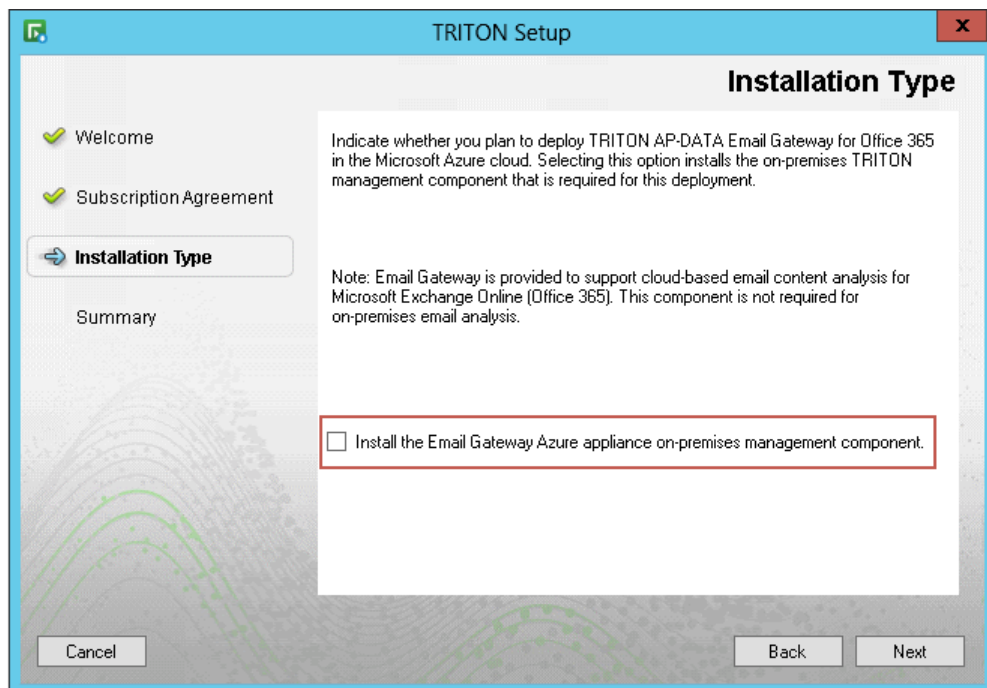 TRITON Setup
x
Installation Type
Welcome
Subscription Agreement
Installation Type
Summary
Indicate whether you plan to deploy TRITON AP-DATA Email Gateway for Office 365
in the Microsoft Azure cloud. Selecting this option installs the on-premises TRITON
management component that is required for this deployment.
Note: Email Gateway is provided to support cloud-based email content analysis for
Microsoft Exchange Online (Office 365). This component is not required for
on-premises email analysis.
Install the Email Gateway Azure appliance on-premises management component.
Cancel
Back
Next